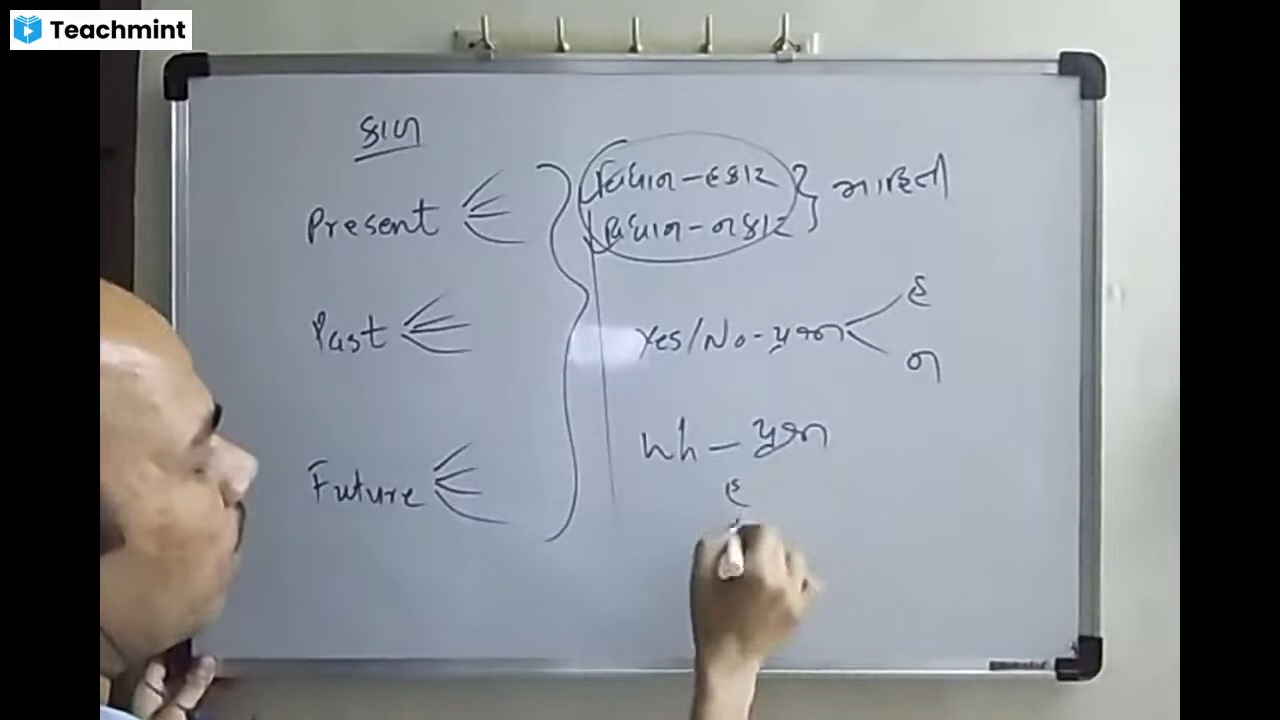 Teachmint
કાળ
Present
Past
Future
વિધાન - હકાર
વિધાન - નકાર
માહિતી
Yes/No - પ્રશ્ન
હ
ન
Wh - પ્રશ્ન
હ